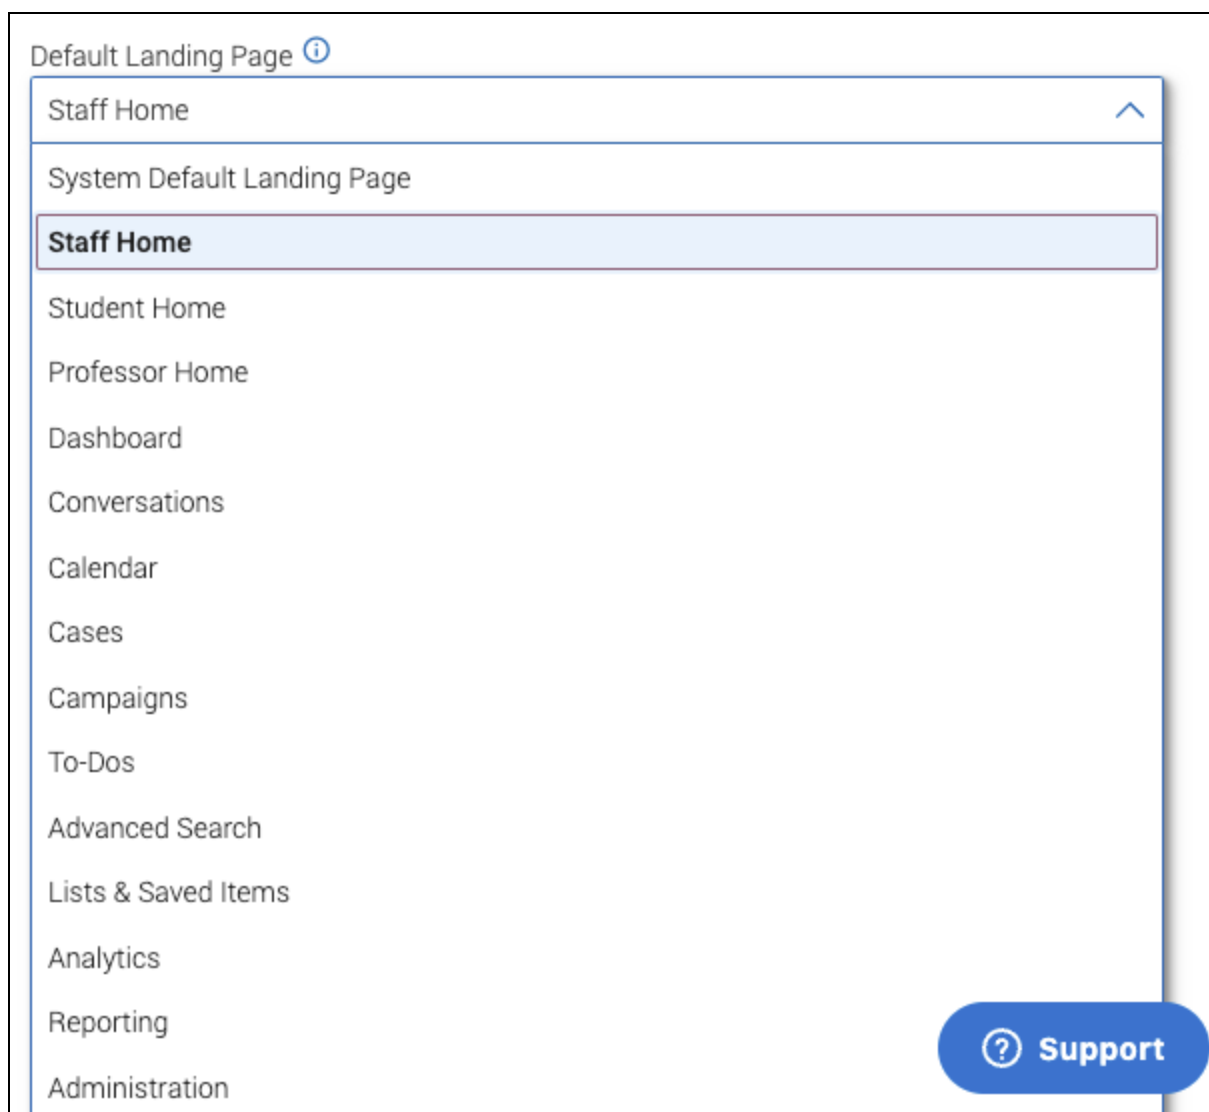 Default Landing Page
Staff Home
System Default Landing Page
Staff Home
Student Home
Professor Home
Dashboard
Conversations
Calendar
Cases
Campaigns
To-Dos
Advanced Search
Lists & Saved Items
Analytics
Reporting
Support
Administration